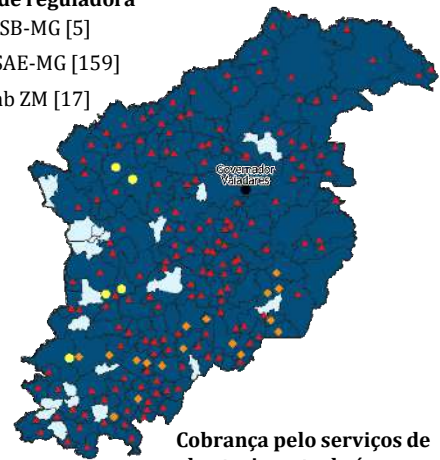 de reguladora
SB-MG [5]
SAE-MG [159]
ab ZM [17]
Governador
Valadares
Cobrança pelo serviços de